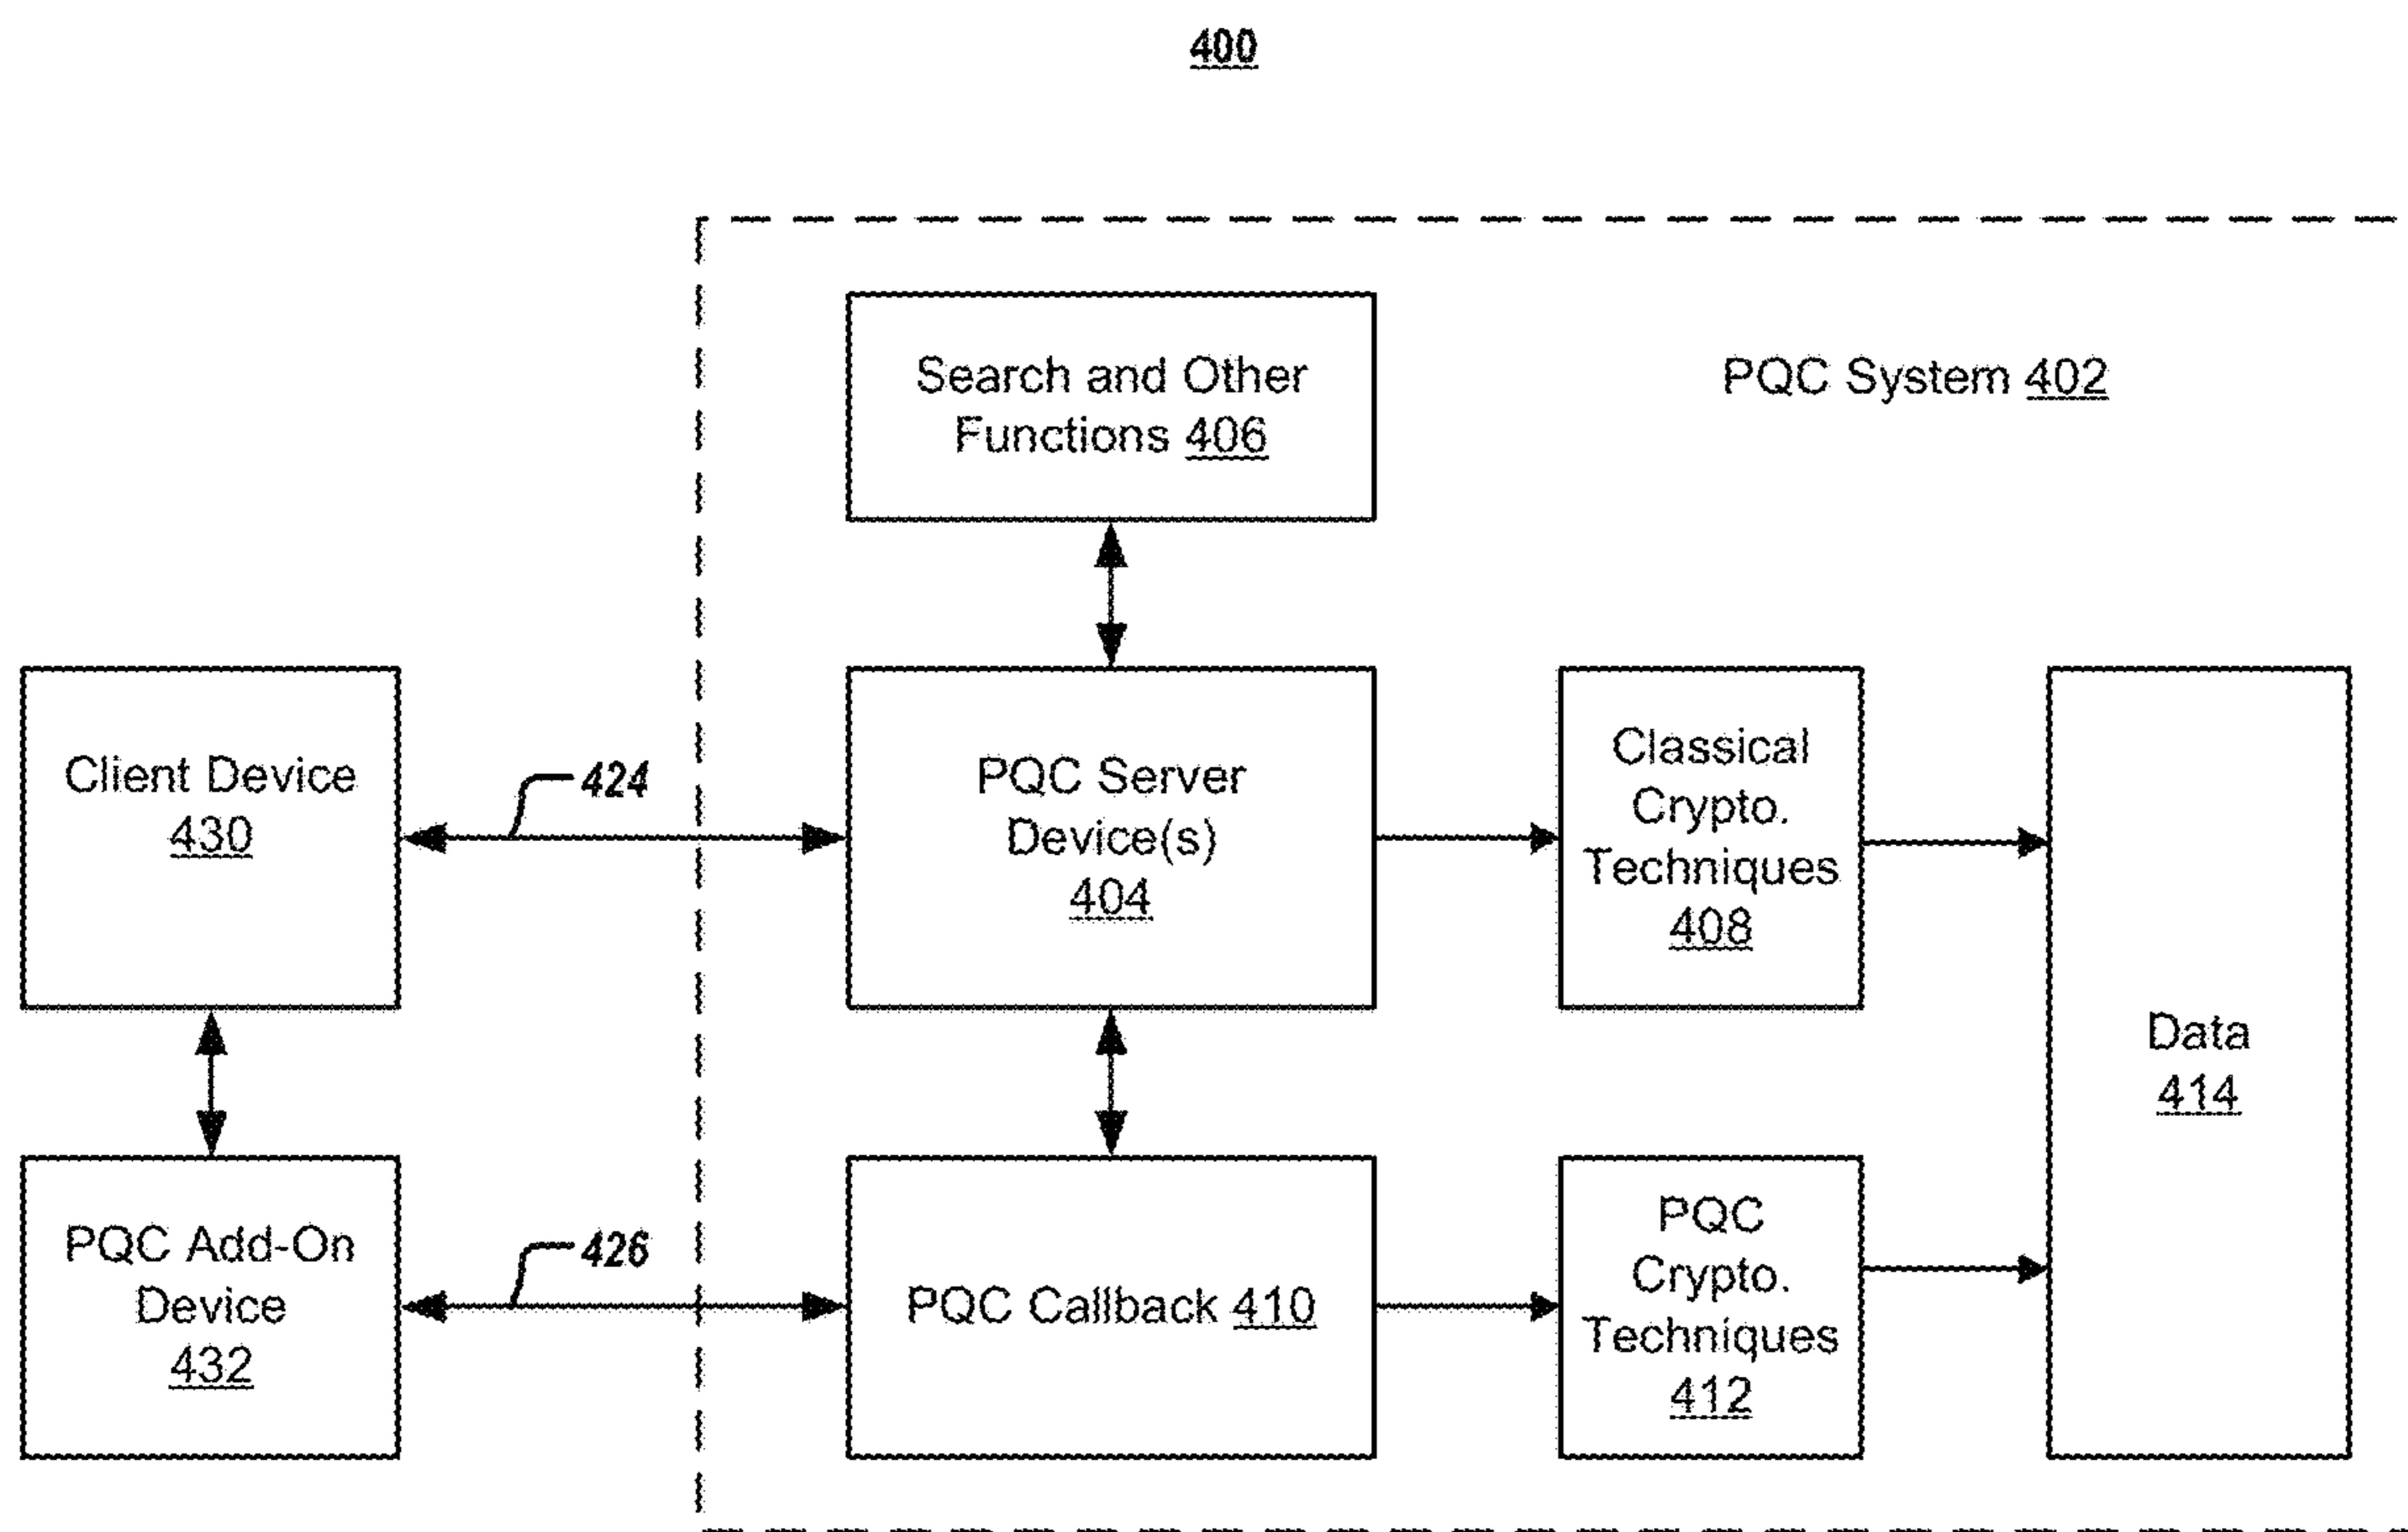 400
Search and Other
Functions 406
PQC System 402
Client Device
430
424
PQC Server
Device(s)
404
Classical
Crypto.
Techniques
408
Data
414
PQC Add-On
Device
432
426
PQC Callback 410
PQC
Crypto.
Techniques
412